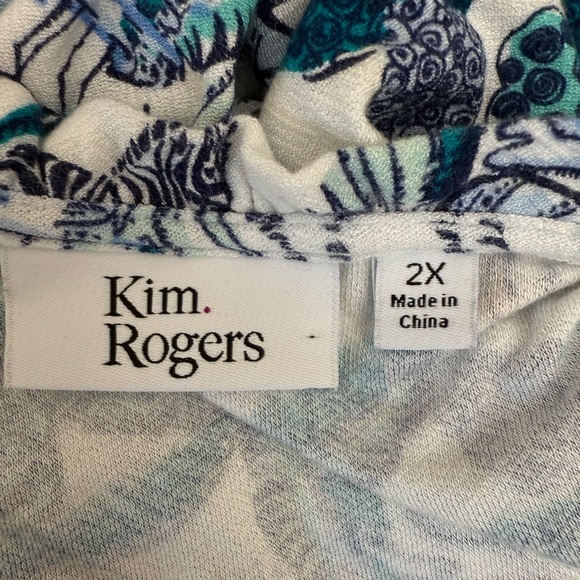 Kim.
Rogers
2X
Made in
China